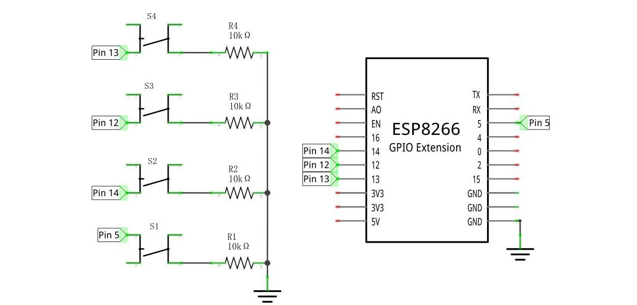 S4
R4
10k Ω
Pin 13
S3
R3
10k Ω
Pin 12
S2
R2
10k Ω
Pin 14
S1
R1
10k Ω
Pin 5
ESP8266
GPIO Extension
RST
AO
EN
16
14
12
13
3V3
3V3
5V
TX
RX
5
4
0
2
15
GND
GND
GND
Pin 14
Pin 12
Pin 13
Pin 5